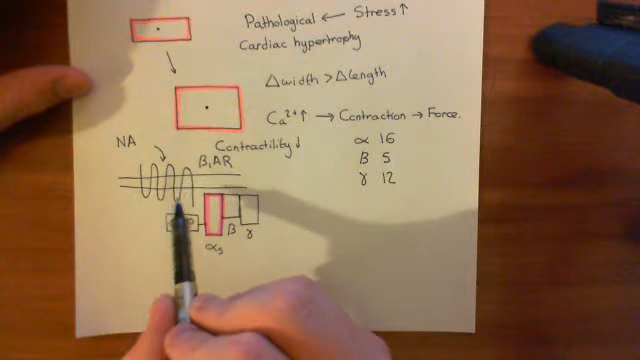 Pathological ← Stress↑
Cardiac hypertrophy
Δwidth > Δlength
Ca²⁺↑ → Contraction → Force.
Contractility↓
α 16
β 5
γ 12
NA
β₁AR
β γ
αs